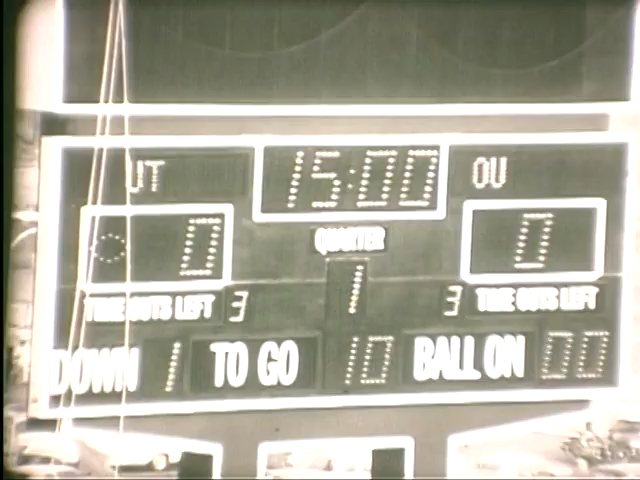 UT 15:00 OU
0 QUARTER 0
TIME OUTS LEFT 3 1 3 TIME OUTS LEFT
DOWN 1 TO GO 10 BALL ON 00